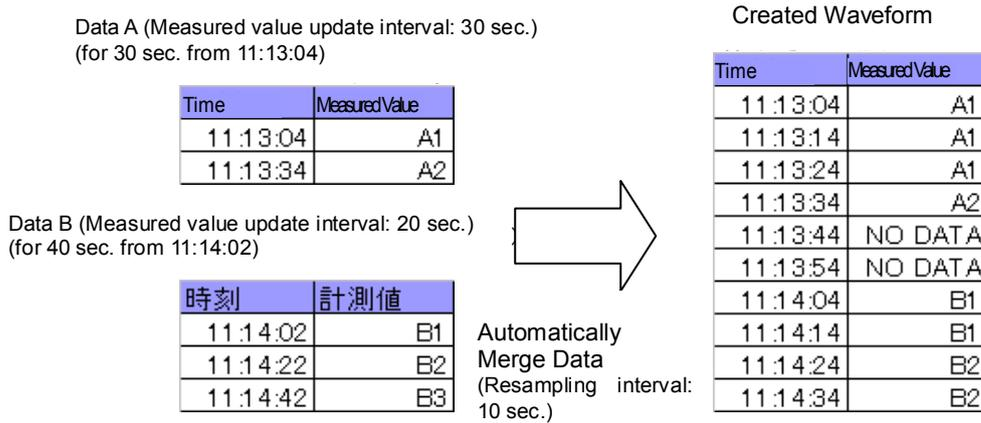 Data A (Measured value update interval: 30 sec.)
(for 30 sec. from 11:13:04)
Time MeasuredValue
11:13:04 A1
11:13:34 A2
Data B (Measured value update interval: 20 sec.)
(for 40 sec. from 11:14:02)
時刻 計測値
11:14:02 B1
11:14:22 B2
11:14:42 B3
Automatically
Merge Data
(Resampling interval:
10 sec.)
Created Waveform
Time MeasuredValue
11:13:04 A1
11:13:14 A1
11:13:24 A1
11:13:34 A2
11:13:44 NO DATA
11:13:54 NO DATA
11:14:04 B1
11:14:14 B1
11:14:24 B2
11:14:34 B2